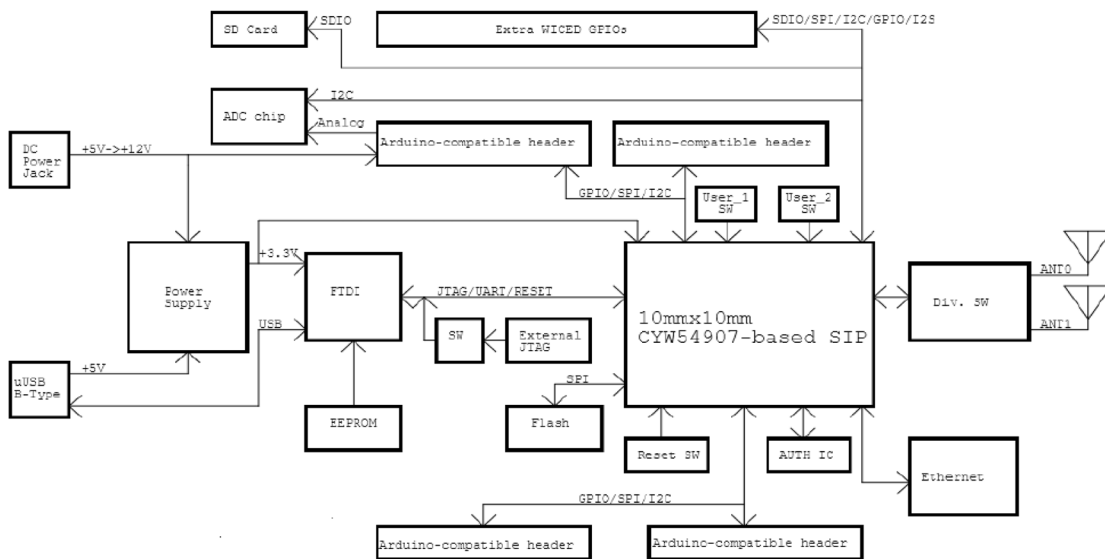 SD Card
SDIO
Extra WICED GPIOs
SDIO/SPI/I2C/GPIO/I2S
I2C
ADC chip
Analog
DC
Power
Jack
+5V->+12V
Arduino-compatible header
Arduino-compatible header
GPIO/SPI/I2C
User_1
SW
User_2
SW
+3.3V
Power
Supply
FTDI
JTAG/UART/RESET
USB
SW
External
JTAG
10mmx10mm
CYW54907-based SIP
Div. SW
ANT0
ANT1
+5V
uUSB
B-Type
SPI
EEPROM
Flash
Reset SW
AUTH IC
Ethernet
GPIO/SPI/I2C
Arduino-compatible header
Arduino-compatible header